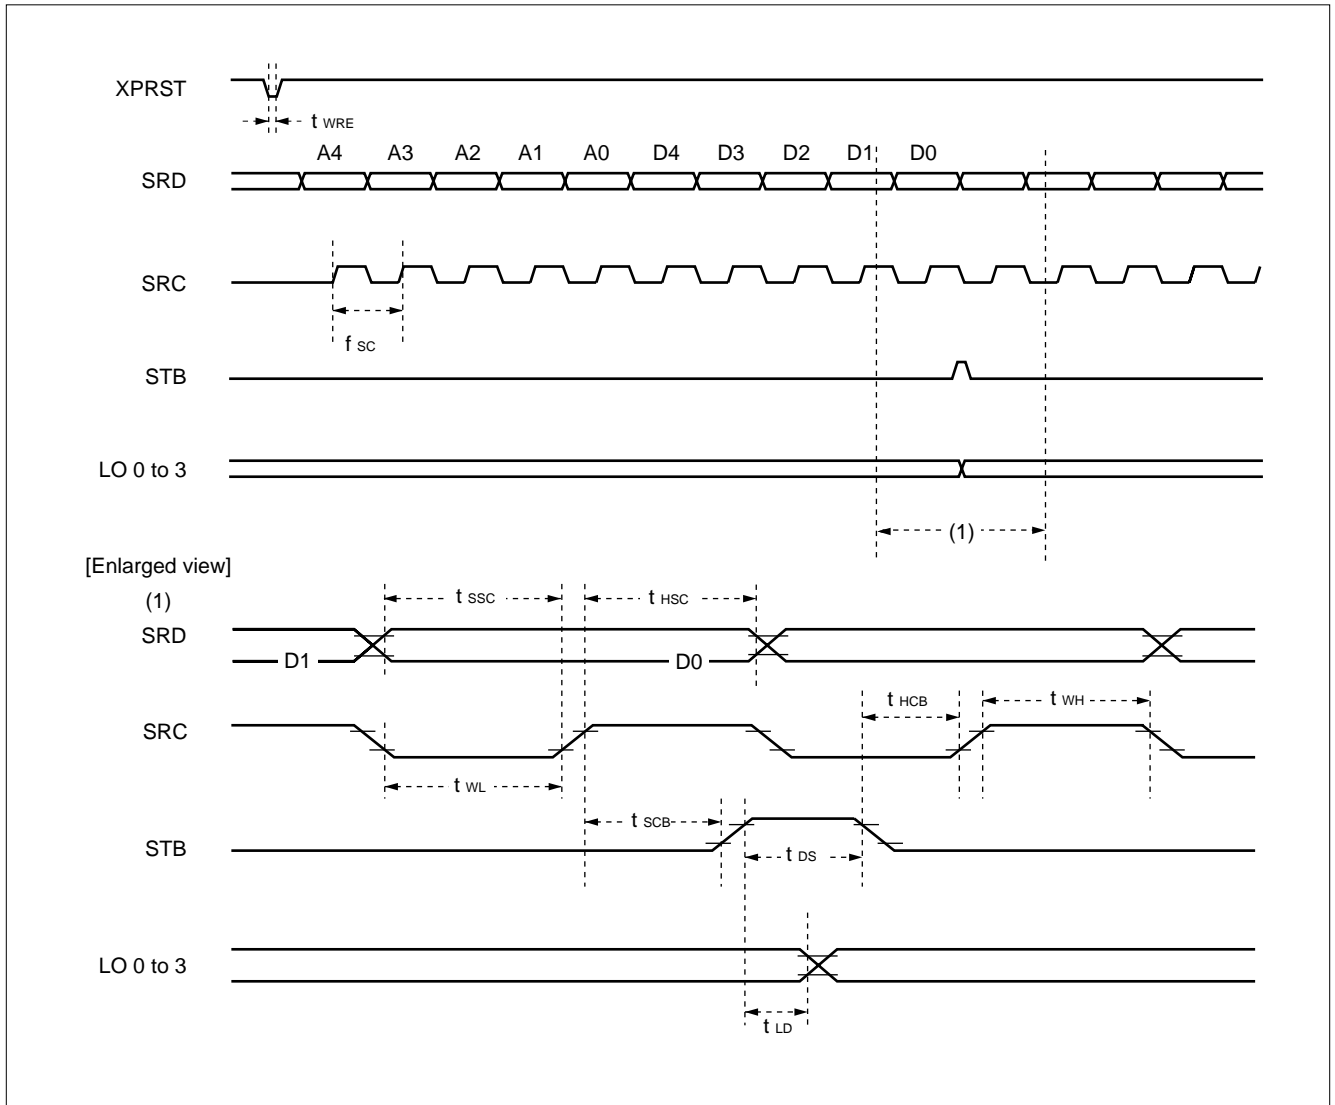 XPRST
t WRE
A4 A3 A2 A1 A0 D4 D3 D2 D1 D0
SRD
SRC
f SC
STB
LO 0 to 3
(1)
[Enlarged view]
(1)
t SSC t HSC
SRD
D1 D0
t HCB t WH
SRC
t WL
t SCB
STB
t DS
LO 0 to 3
t LD